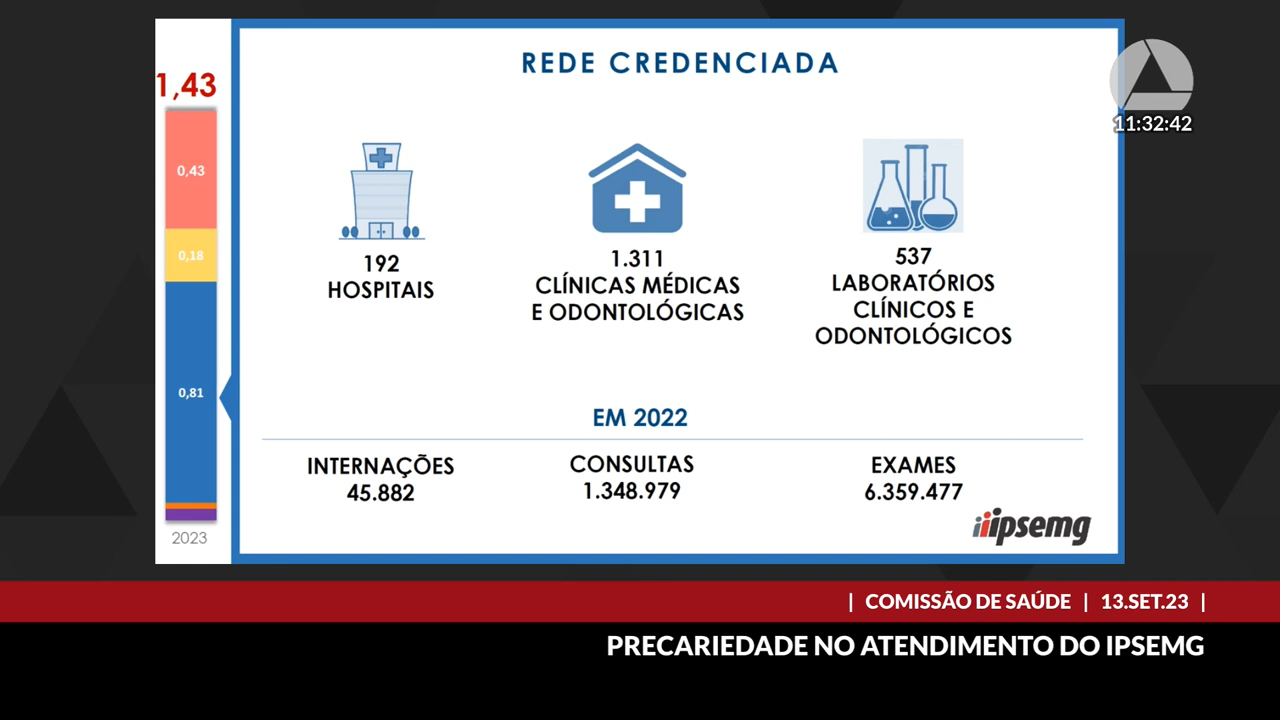 1,43
0,43
0,18
0,81
2023
REDE CREDENCIADA
11:32:42
192
HOSPITAIS
1.311
CLÍNICAS MÉDICAS
E ODONTOLÓGICAS
537
LABORATÓRIOS
CLÍNICOS E
ODONTOLÓGICOS
EM 2022
INTERNAÇÕES
45.882
CONSULTAS
1.348.979
EXAMES
6.359.477
ipsemg
| COMISSÃO DE SAÚDE | 13.SET.23 |
PRECARIEDADE NO ATENDIMENTO DO IPSEMG